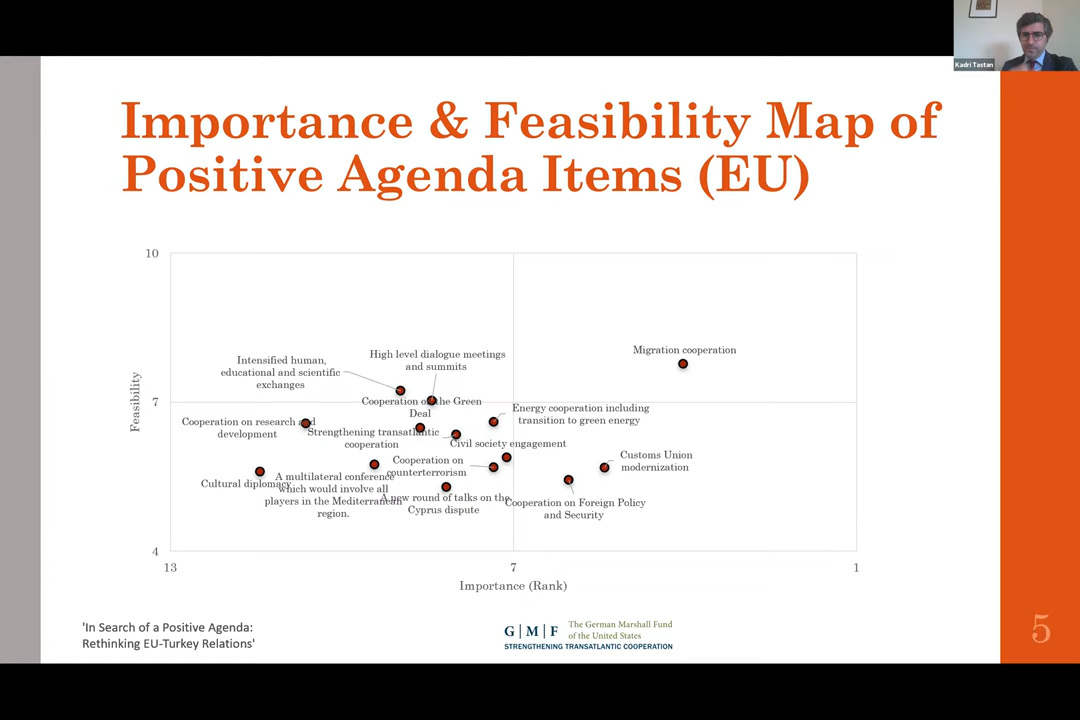 Kadri Tastan
Importance & Feasibility Map of
Positive Agenda Items (EU)
10
7
4
Feasibility
Migration cooperation
High level dialogue meetings
and summits
Intensified human,
educational and scientific
exchanges
Cooperation on the Green
Deal
Energy cooperation including
transition to green energy
Cooperation on research and
development
Strengthening transatlantic
cooperation
Civil society engagement
Customs Union
modernization
Cooperation on
counterterrorism
Cultural diplomacy
A multilateral conference
which would involve all
players in the Mediterranean
region.
A new round of talks on the
Cyprus dispute
Cooperation on Foreign Policy
and Security
13
7
1
Importance (Rank)
'In Search of a Positive Agenda:
Rethinking EU-Turkey Relations'
G | M | F
The German Marshall Fund
of the United States
STRENGTHENING TRANSATLANTIC COOPERATION
5